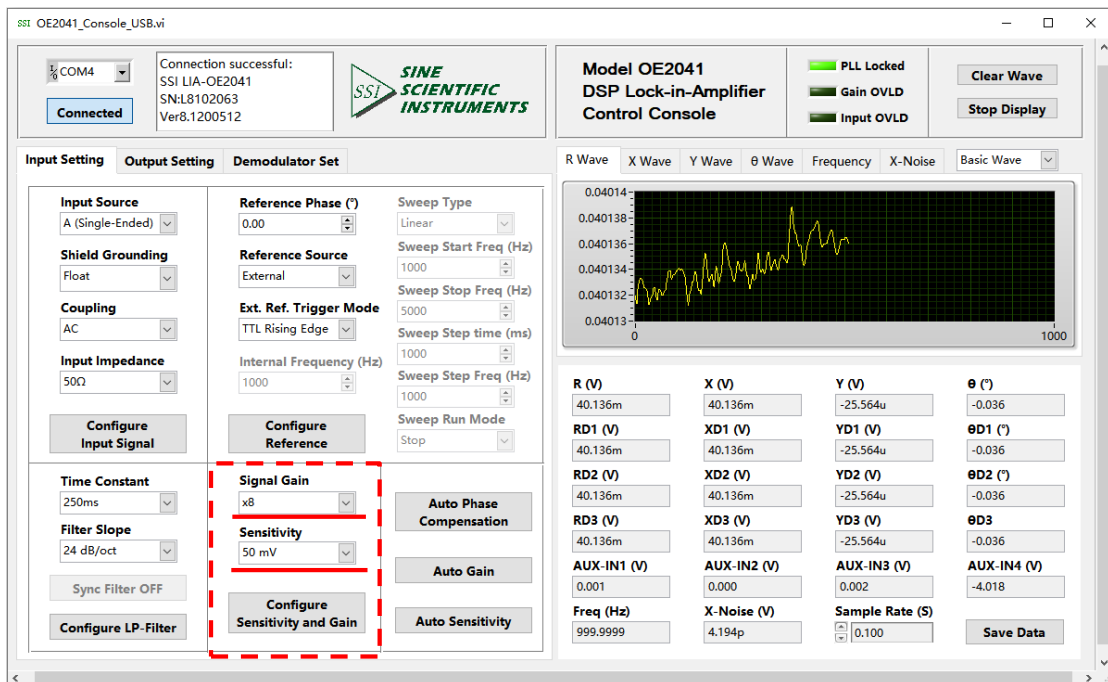 SSI OE2041_Console_USB.vi
I/O COM4
Connected
Connection successful:
SSI LIA-OE2041
SN:L8102063
Ver8.1200512
SSI
SINE
SCIENTIFIC
INSTRUMENTS
Model OE2041
DSP Lock-in-Amplifier
Control Console
PLL Locked
Gain OVLD
Input OVLD
Clear Wave
Stop Display
Input Setting Output Setting Demodulator Set
Input Source
A (Single-Ended)
Shield Grounding
Float
Coupling
AC
Input Impedance
50Ω
Configure
Input Signal
Reference Phase (°)
0.00
Reference Source
External
Ext. Ref. Trigger Mode
TTL Rising Edge
Internal Frequency (Hz)
1000
Configure
Reference
Sweep Type
Linear
Sweep Start Freq (Hz)
1000
Sweep Stop Freq (Hz)
5000
Sweep Step time (ms)
1000
Sweep Step Freq (Hz)
1000
Sweep Run Mode
Stop
Time Constant
250ms
Filter Slope
24 dB/oct
Sync Filter OFF
Configure LP-Filter
Signal Gain
x8
Sensitivity
50 mV
Configure
Sensitivity and Gain
Auto Phase
Compensation
Auto Gain
Auto Sensitivity
R Wave X Wave Y Wave θ Wave Frequency X-Noise Basic Wave
0.04014
0.040138
0.040136
0.040134
0.040132
0.04013
0 1000
R (V) X (V) Y (V) θ (°)
40.136m 40.136m -25.564u -0.036
RD1 (V) XD1 (V) YD1 (V) θD1 (°)
40.136m 40.136m -25.564u -0.036
RD2 (V) XD2 (V) YD2 (V) θD2 (°)
40.136m 40.136m -25.564u -0.036
RD3 (V) XD3 (V) YD3 (V) θD3
40.136m 40.136m -25.564u -0.036
AUX-IN1 (V) AUX-IN2 (V) AUX-IN3 (V) AUX-IN4 (V)
0.001 0.000 0.002 -4.018
Freq (Hz) X-Noise (V) Sample Rate (S)
999.9999 4.194p 0.100 Save Data